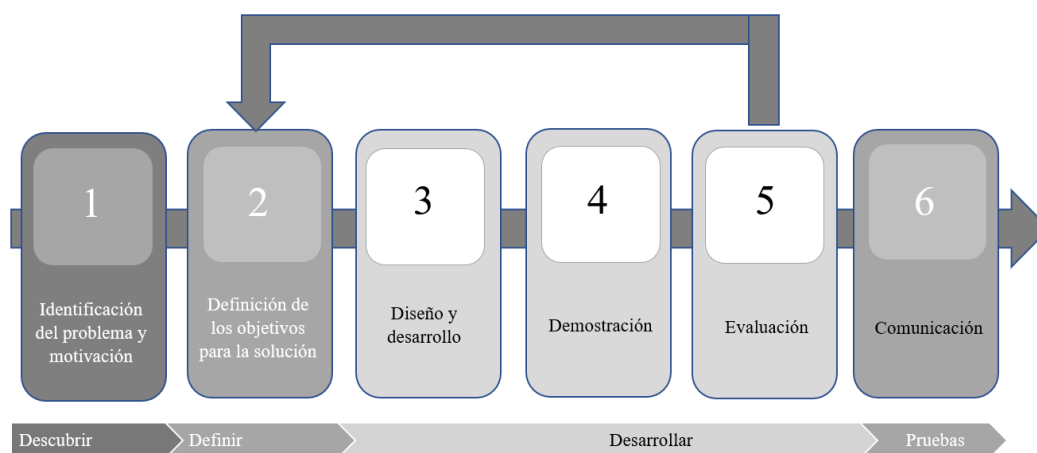 1
2
3
4
5
6
Identificación
del problema y
motivación
Definición de
los objetivos
para la solución
Diseño y
desarrollo
Demostración
Evaluación
Comunicación
Descubrir
Definir
Desarrollar
Pruebas